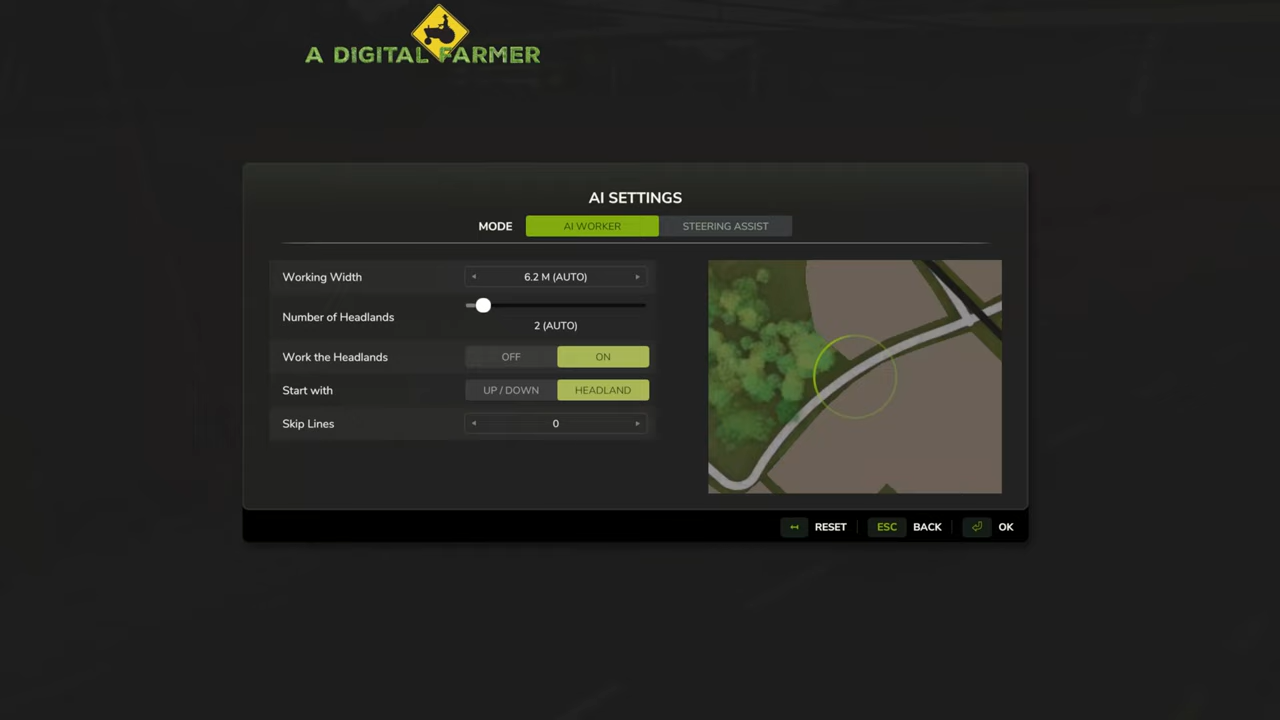 A DIGITAL FARMER
AI SETTINGS
MODE AI WORKER STEERING ASSIST
Working Width 6.2 M (AUTO)
Number of Headlands
2 (AUTO)
Work the Headlands OFF ON
Start with UP / DOWN HEADLAND
Skip Lines 0
RESET ESC BACK OK